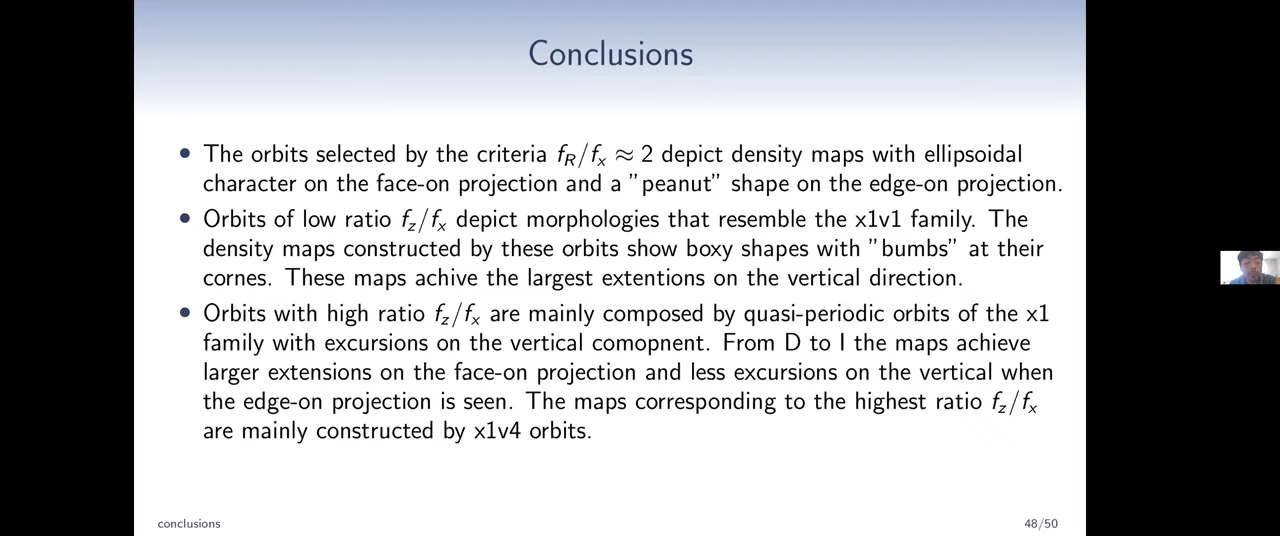 Conclusions
• The orbits selected by the criteria f_R/f_x ≈ 2 depict density maps with ellipsoidal
character on the face-on projection and a "peanut" shape on the edge-on projection.
• Orbits of low ratio f_z/f_x depict morphologies that resemble the x1v1 family. The
density maps constructed by these orbits show boxy shapes with "bumbs" at their
cornes. These maps achive the largest extentions on the vertical direction.
• Orbits with high ratio f_z/f_x are mainly composed by quasi-periodic orbits of the x1
family with excursions on the vertical comopnent. From D to I the maps achieve
larger extensions on the face-on projection and less excursions on the vertical when
the edge-on projection is seen. The maps corresponding to the highest ratio f_z/f_x
are mainly constructed by x1v4 orbits.
conclusions
48/50